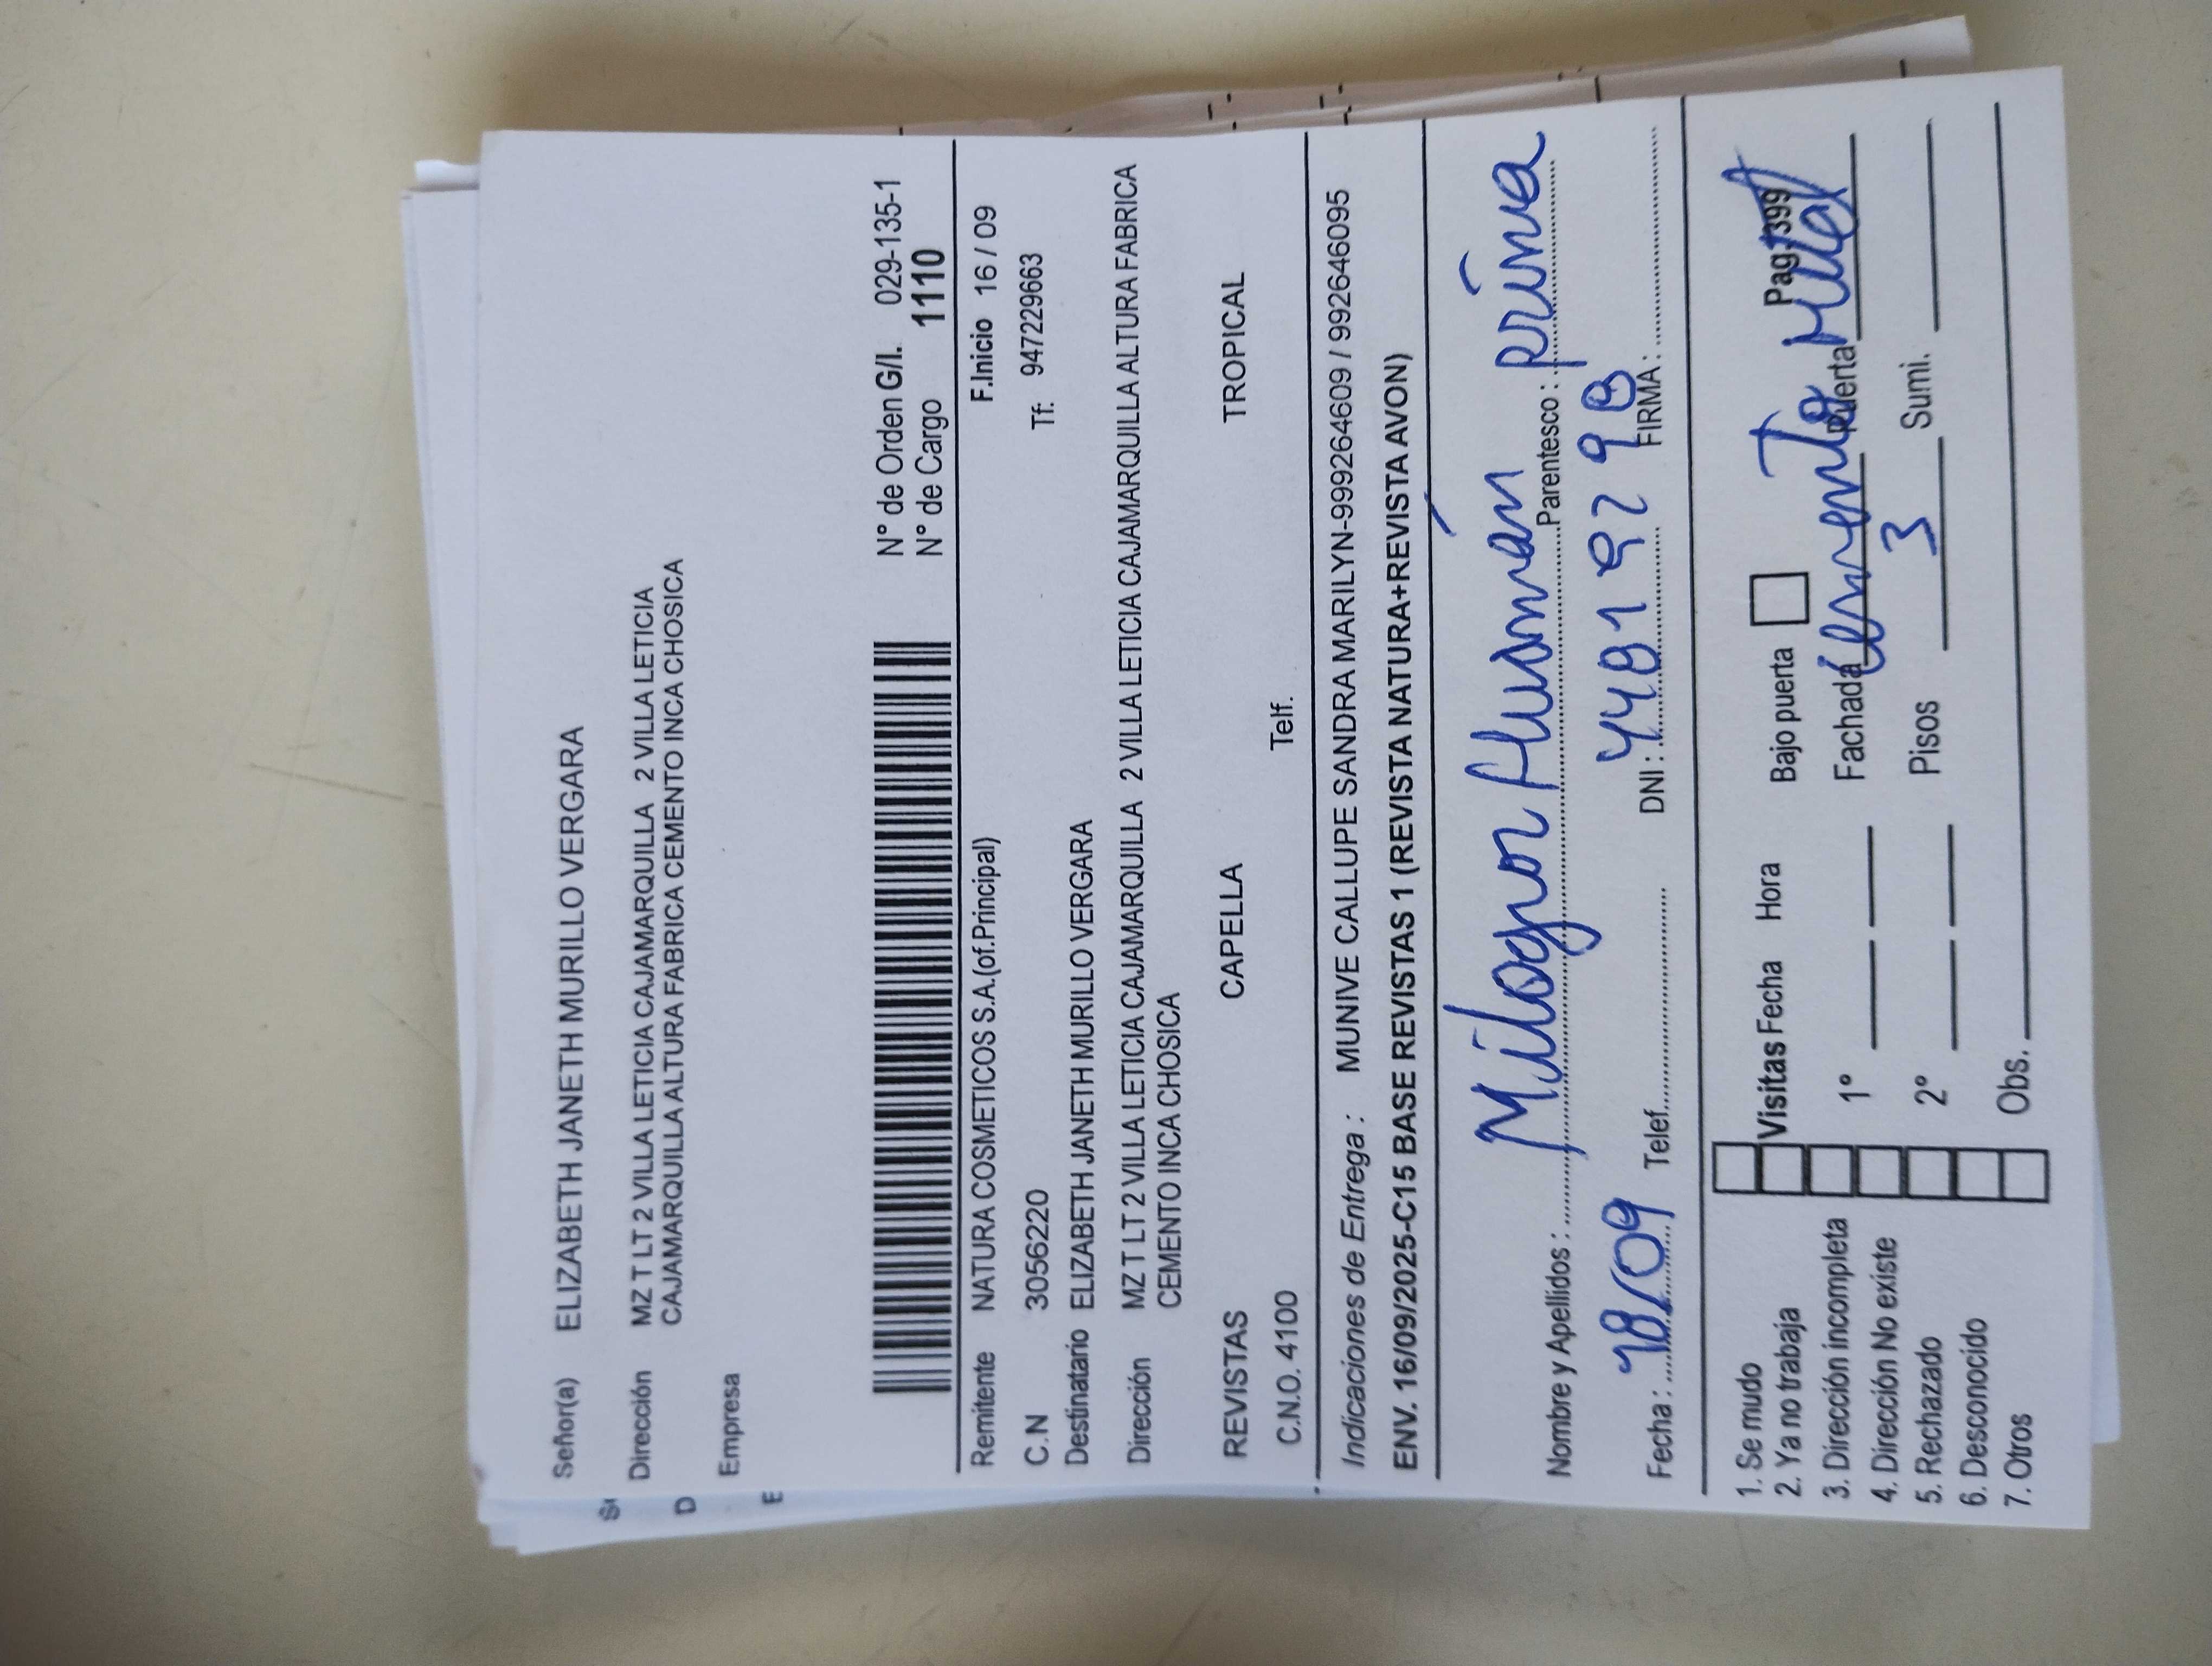 Señor(a) ELIZABETH JANETH MURILLO VERGARA
Dirección MZ T LT 2 VILLA LETICIA CAJAMARQUILLA 2 VILLA LETICIA
CAJAMARQUILLA ALTURA FABRICA CEMENTO INCA CHOSICA
Empresa
N° de Orden G/I. 029-135-1
N° de Cargo 1110
Remitente NATURA COSMETICOS S.A.(of.Principal) F.Inicio 16 / 09
C.N 3056220 Tf: 947229663
Destinatario ELIZABETH JANETH MURILLO VERGARA
Dirección MZ T LT 2 VILLA LETICIA CAJAMARQUILLA 2 VILLA LETICIA CAJAMARQUILLA ALTURA FABRICA
CEMENTO INCA CHOSICA
REVISTAS CAPELLA TROPICAL
C.N.O. 4100 Telf.
Indicaciones de Entrega : MUNIVE CALLUPE SANDRA MARILYN-999264609 / 992646095
ENV. 16/09/2025-C15 BASE REVISTAS 1 (REVISTA NATURA+REVISTA AVON)
Nombre y Apellidos : Milagros Huamán Parentesco : prima
Fecha : 18/09 Telef. DNI : FIRMA :
1. Se mudo
2. Ya no trabaja
3. Dirección incompleta
4. Dirección No existe
5. Rechazado
6. Desconocido
7. Otros
Visitas Fecha Hora Bajo puerta Pag1399
1° Fachada Cemento Puerta Metal
2° Pisos 3 Sumi.
Obs.